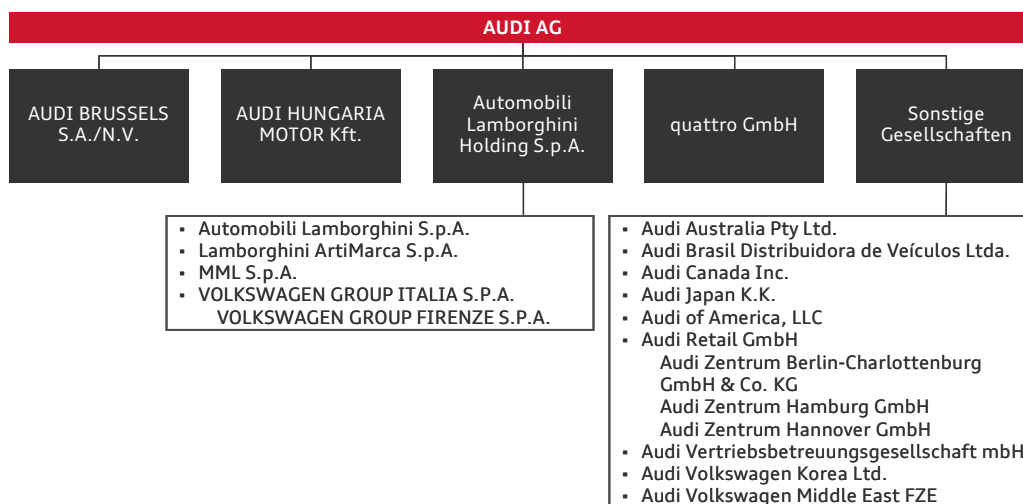 AUDI AG
AUDI BRUSSELS
S.A./N.V.
AUDI HUNGARIA
MOTOR Kft.
Automobili
Lamborghini
Holding S.p.A.
quattro GmbH
Sonstige
Gesellschaften
▪ Automobili Lamborghini S.p.A.
▪ Lamborghini ArtiMarca S.p.A.
▪ MML S.p.A.
▪ VOLKSWAGEN GROUP ITALIA S.P.A.
VOLKSWAGEN GROUP FIRENZE S.P.A.
▪ Audi Australia Pty Ltd.
▪ Audi Brasil Distribuidora de Veículos Ltda.
▪ Audi Canada Inc.
▪ Audi Japan K.K.
▪ Audi of America, LLC
▪ Audi Retail GmbH
Audi Zentrum Berlin-Charlottenburg
GmbH & Co. KG
Audi Zentrum Hamburg GmbH
Audi Zentrum Hannover GmbH
▪ Audi Vertriebsbetreuungsgesellschaft mbH
▪ Audi Volkswagen Korea Ltd.
▪ Audi Volkswagen Middle East FZE